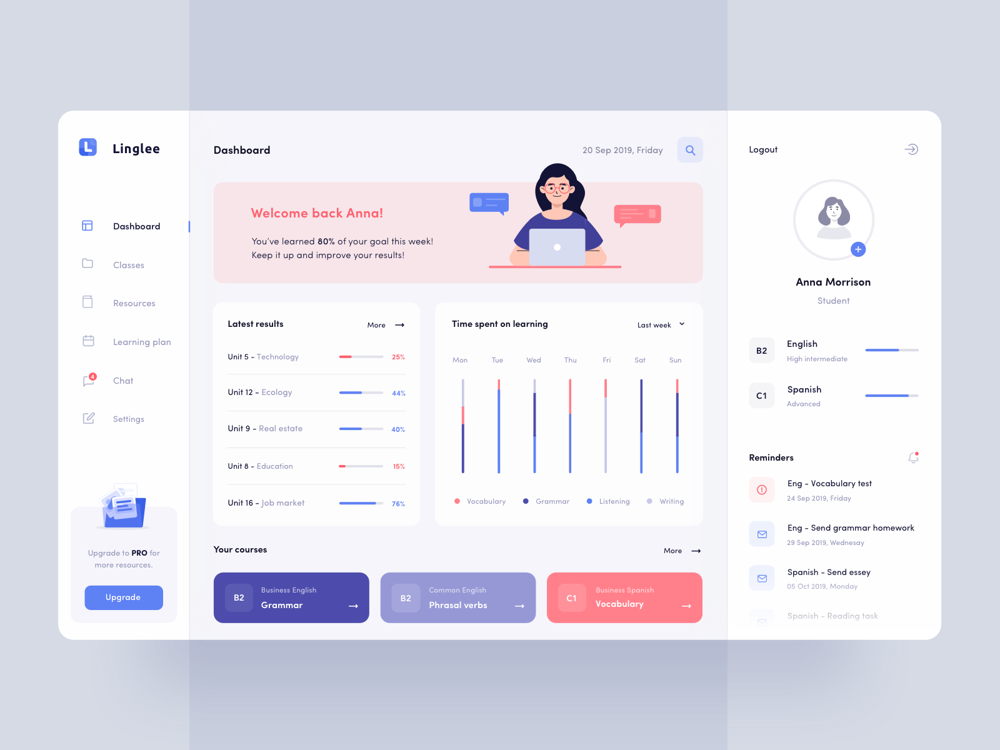 Linglee
Dashboard
Classes
Resources
Learning plan
4
Chat
Settings
Upgrade to PRO for
more resources.
Upgrade
Dashboard
20 Sep 2019, Friday
Welcome back Anna!
You've learned 80% of your goal this week!
Keep it up and improve your results!
Latest results
More
Unit 5 - Technology
25%
Unit 12 - Ecology
44%
Unit 9 - Real estate
40%
Unit 8 - Education
15%
Unit 16 - Job market
76%
Time spent on learning
Last week
Mon Tue Wed Thu Fri Sat Sun
Vocabulary Grammar Listening Writing
Your courses
More
B2
Business English
Grammar
B2
Common English
Phrasal verbs
C1
Business Spanish
Vocabulary
Logout
Anna Morrison
Student
B2
English
High intermediate
C1
Spanish
Advanced
Reminders
Eng - Vocabulary test
24 Sep 2019, Friday
Eng - Send grammar homework
29 Sep 2019, Wednesay
Spanish - Send essey
05 Oct 2019, Monday
Spanish - Reading task